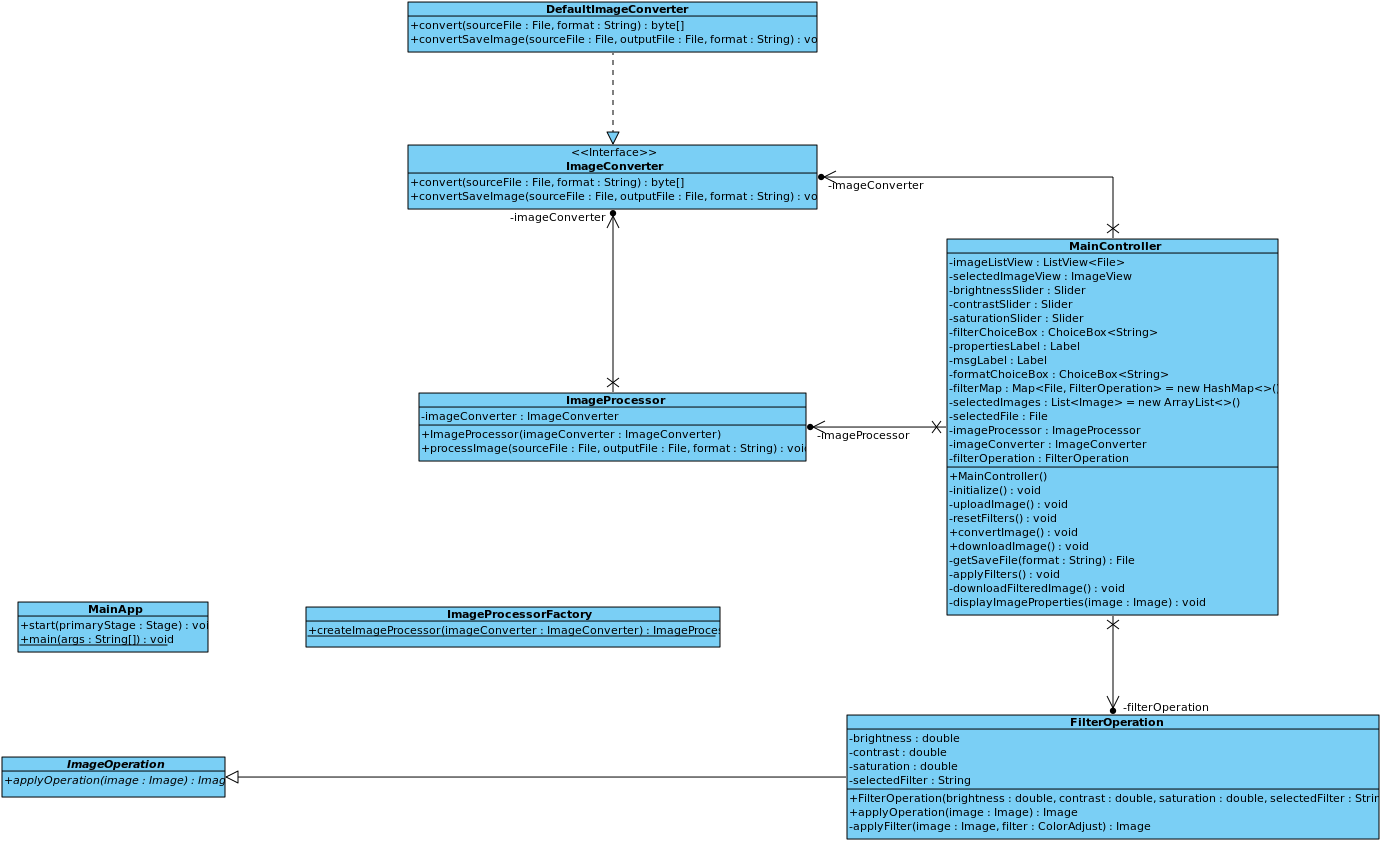 DefaultImageConverter
+convert(sourceFile : File, format : String) : byte[]
+convertSaveImage(sourceFile : File, outputFile : File, format : String) : vo
<<Interface>>
ImageConverter
+convert(sourceFile : File, format : String) : byte[]
+convertSaveImage(sourceFile : File, outputFile : File, format : String) : vo
-imageConverter
-imageConverter
MainController
-imageListView : ListView<File>
-selectedImageView : ImageView
-brightnessSlider : Slider
-contrastSlider : Slider
-saturationSlider : Slider
-filterChoiceBox : ChoiceBox<String>
-propertiesLabel : Label
-msgLabel : Label
-formatChoiceBox : ChoiceBox<String>
-filterMap : Map<File, FilterOperation> = new HashMap<>()
-selectedImages : List<Image> = new ArrayList<>()
-selectedFile : File
-imageProcessor : ImageProcessor
-imageConverter : ImageConverter
-filterOperation : FilterOperation
+MainController()
-initialize() : void
-uploadImage() : void
-resetFilters() : void
+convertImage() : void
+downloadImage() : void
-getSaveFile(format : String) : File
-applyFilters() : void
-downloadFilteredImage() : void
-displayImageProperties(image : Image) : void
ImageProcessor
-imageConverter : ImageConverter
+ImageProcessor(imageConverter : ImageConverter)
+processImage(sourceFile : File, outputFile : File, format : String) : voi
-imageProcessor
MainApp
+start(primaryStage : Stage) : voi
+main(args : String[]) : void
ImageProcessorFactory
+createImageProcessor(imageConverter : ImageConverter) : ImageProces
-filterOperation
FilterOperation
-brightness : double
-contrast : double
-saturation : double
-selectedFilter : String
+FilterOperation(brightness : double, contrast : double, saturation : double, selectedFilter : Strin
+applyOperation(image : Image) : Image
-applyFilter(image : Image, filter : ColorAdjust) : Image
ImageOperation
+applyOperation(image : Image) : Imag